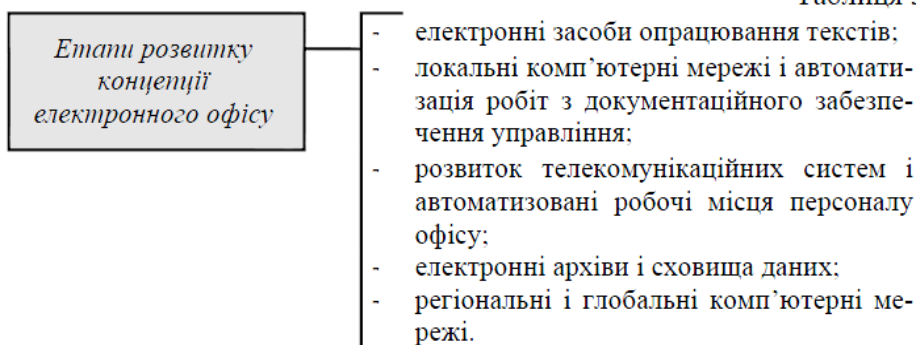 Етапи розвитку
концепції
електронного офісу
- електронні засоби опрацювання текстів;
- локальні комп’ютерні мережі і автомати-
зація робіт з документаційного забезпе-
чення управління;
- розвиток телекомунікаційних систем і
автоматизовані робочі місця персоналу
офісу;
- електронні архіви і сховища даних;
- регіональні і глобальні комп’ютерні ме-
режі.